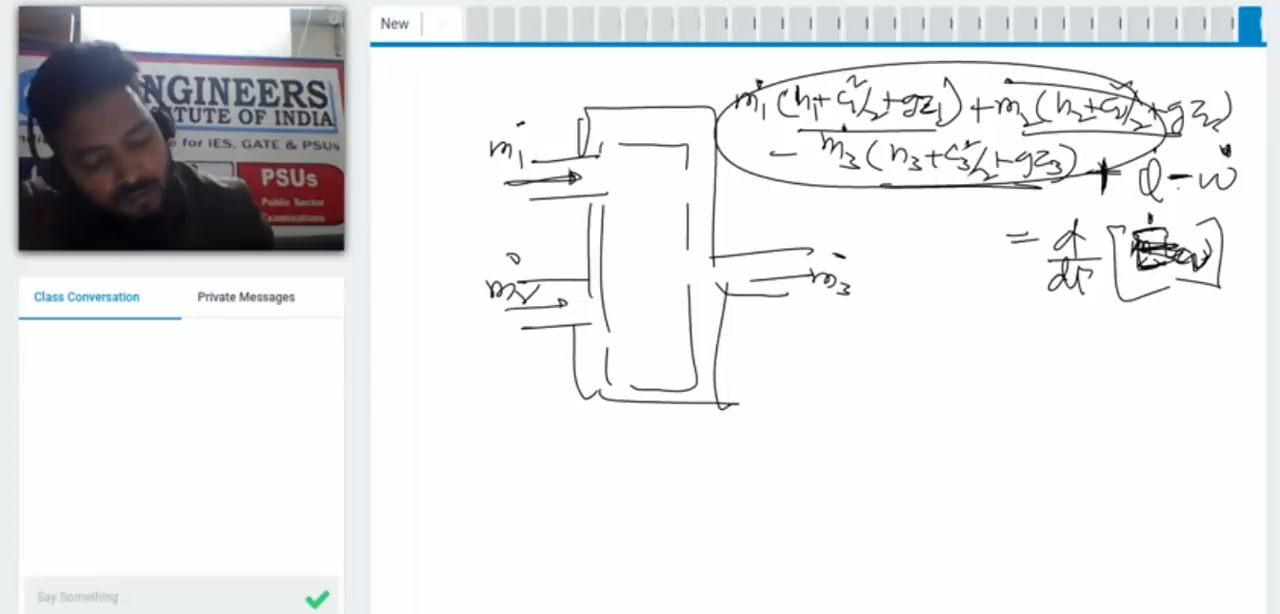 ENGINEERS
TUTE OF INDIA
e for IES, GATE & PSUs
PSUs
Public Sector
Examinations
Class Conversation
Private Messages
Say Something ...
New
ṁ₁(h₁+c₁²/2+gz₁)+ṁ₂(h₂+c₂²/2+gz₂)
- ṁ₃(h₃+c₃²/2+gz₃) + Q̇-ẇ
= d/dt [ ]
ṁ₁
ṁ₂
ṁ₃